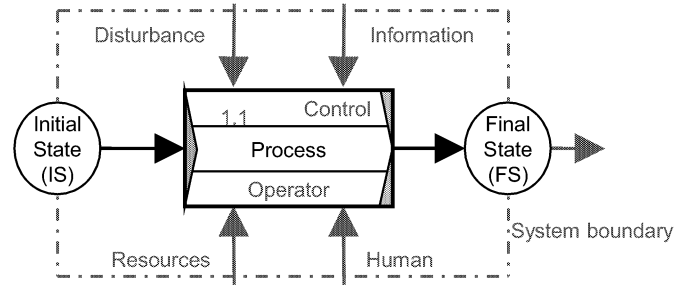 Disturbance
Information
1.1
Control
Initial
State
(IS)
Process
Final
State
(FS)
Operator
System boundary
Resources
Human